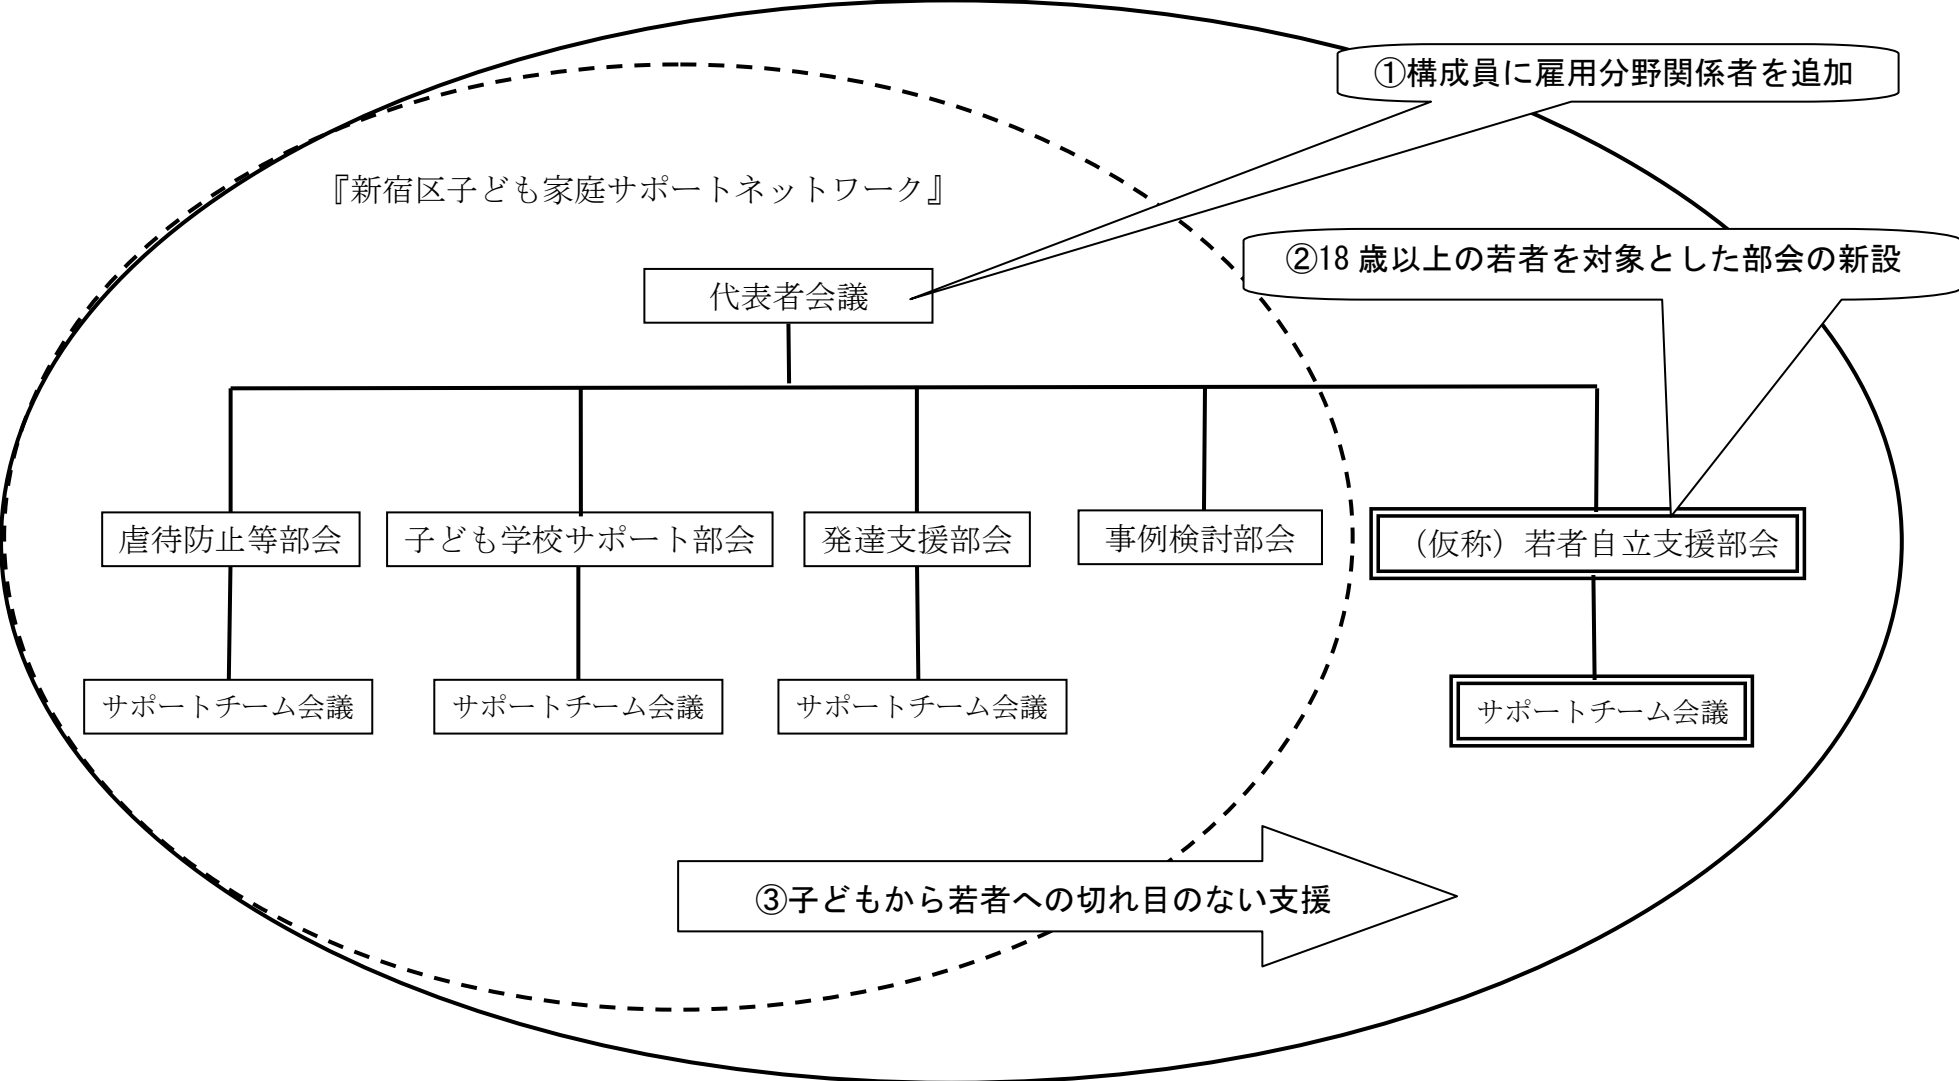 ①構成員に雇用分野関係者を追加
『新宿区子ども家庭サポートネットワーク』
②18 歳以上の若者を対象とした部会の新設
代表者会議
虐待防止等部会
子ども学校サポート部会
発達支援部会
事例検討部会
（仮称）若者自立支援部会
サポートチーム会議
サポートチーム会議
サポートチーム会議
サポートチーム会議
③子どもから若者への切れ目のない支援